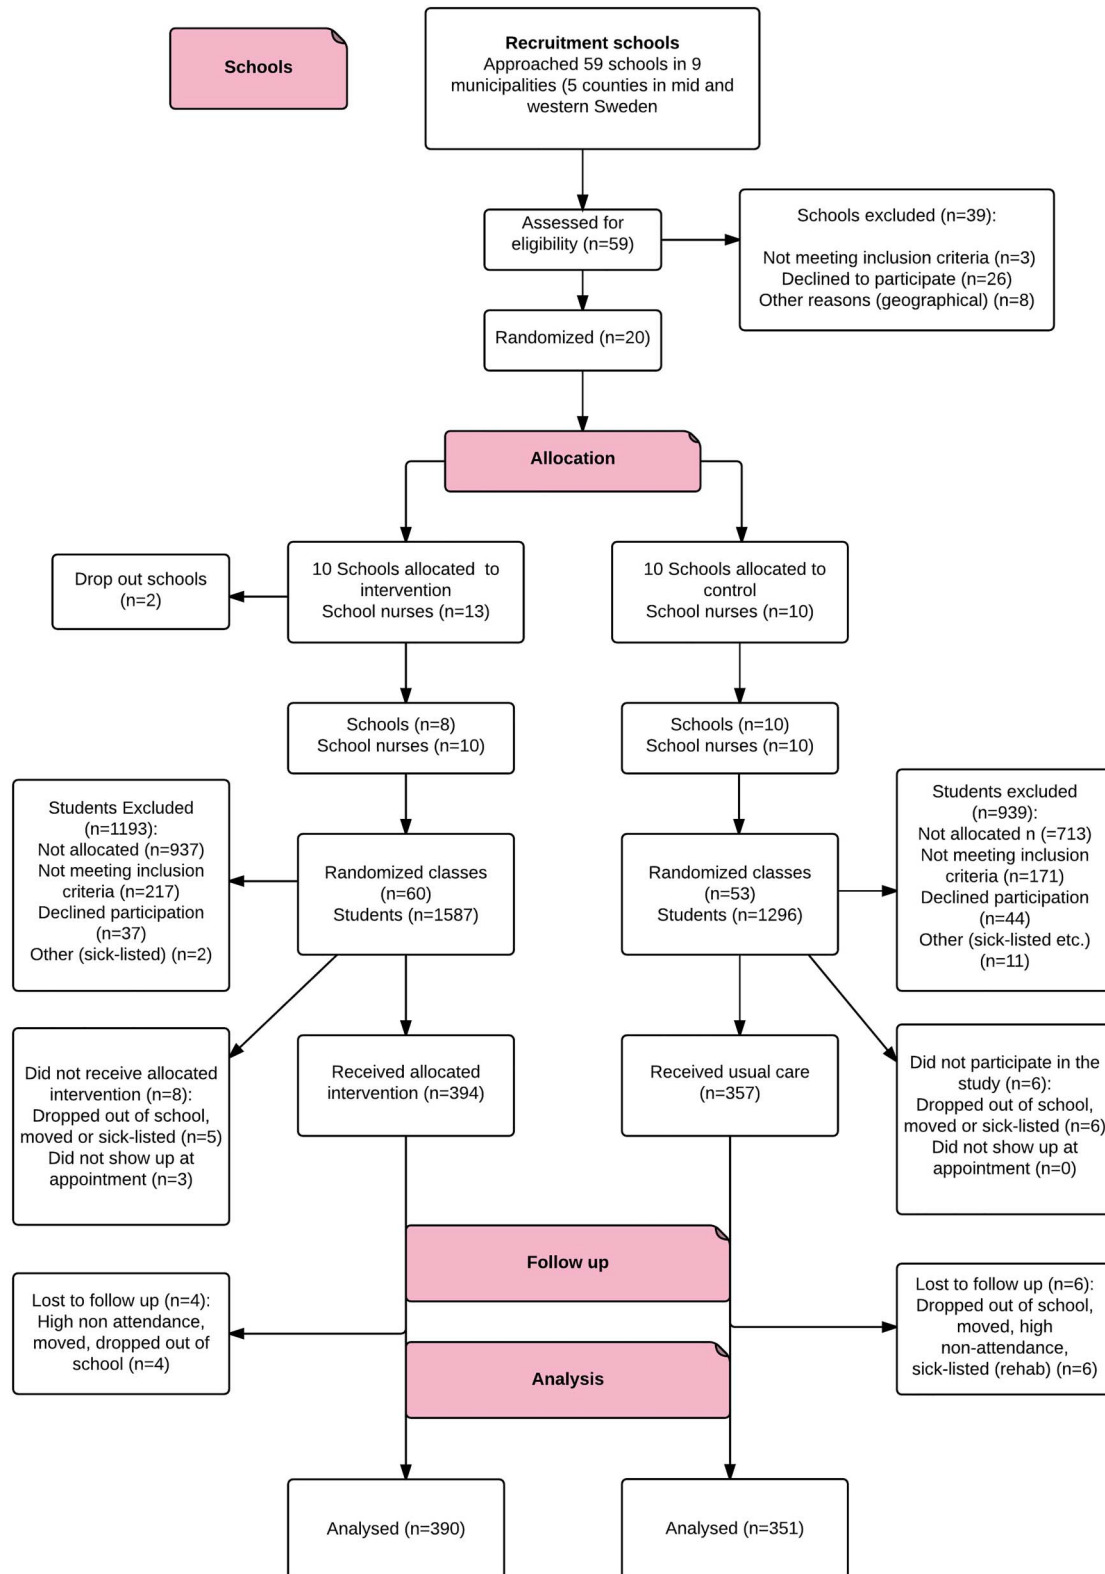 Schools
Recruitment schools
Approached 59 schools in 9
municipalities (5 counties in mid and
western Sweden
Assessed for
eligibility (n=59)
Schools excluded (n=39):
Not meeting inclusion criteria (n=3)
Declined to participate (n=26)
Other reasons (geographical) (n=8)
Randomized (n=20)
Allocation
Drop out schools
(n=2)
10 Schools allocated  to
intervention
School nurses (n=13)
10 Schools allocated to
control
School nurses (n=10)
Schools (n=8)
School nurses (n=10)
Schools (n=10)
School nurses (n=10)
Students Excluded
(n=1193):
Not allocated (n=937)
Not meeting inclusion
criteria (n=217)
Declined participation
(n=37)
Other (sick-listed) (n=2)
Randomized classes
(n=60)
Students (n=1587)
Randomized classes
(n=53)
Students (n=1296)
Students excluded
(n=939):
Not allocated n (=713)
Not meeting inclusion
criteria (n=171)
Declined participation
(n=44)
Other (sick-listed etc.)
(n=11)
Did not receive allocated
intervention (n=8):
Dropped out of school,
moved or sick-listed (n=5)
Did not show up at
appointment (n=3)
Received allocated
intervention (n=394)
Received usual care
(n=357)
Did not participate in the
study (n=6):
Dropped out of school,
moved or sick-listed (n=6)
Did not show up at
appointment (n=0)
Follow up
Lost to follow up (n=4):
High non attendance,
moved, dropped out of
school (n=4)
Lost to follow up (n=6):
Dropped out of school,
moved, high
non-attendance,
sick-listed (rehab) (n=6)
Analysis
Analysed (n=390)
Analysed (n=351)